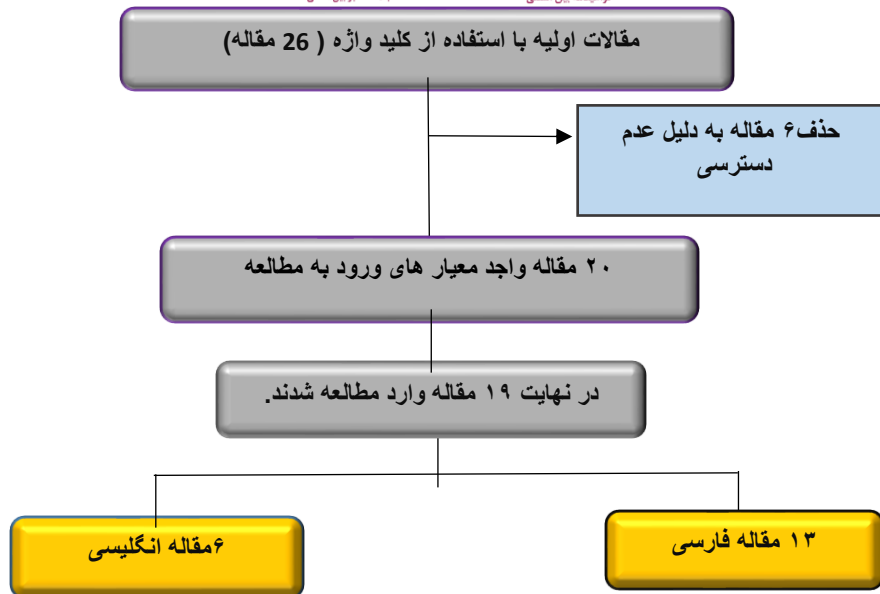 مقالات اولیه با استفاده از کلید واژه ( 26 مقاله)
حذف۶ مقاله به دلیل عدم
دسترسی
۲۰ مقاله واجد معیار های ورود به مطالعه
در نهایت ۱۹ مقاله وارد مطالعه شدند.
۱۳ مقاله فارسی
۶مقاله انگلیسی